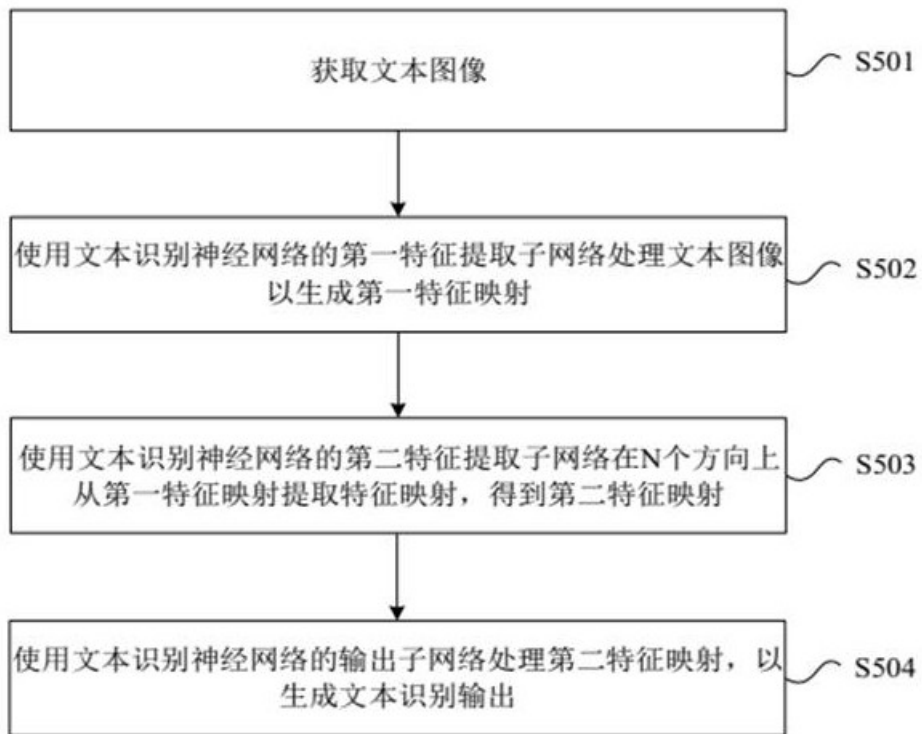 获取文本图像
S501
使用文本识别神经网络的第一特征提取子网络处理文本图像
以生成第一特征映射
S502
使用文本识别神经网络的第二特征提取子网络在N个方向上
从第一特征映射提取特征映射，得到第二特征映射
S503
使用文本识别神经网络的输出子网络处理第二特征映射，以
生成文本识别输出
S504